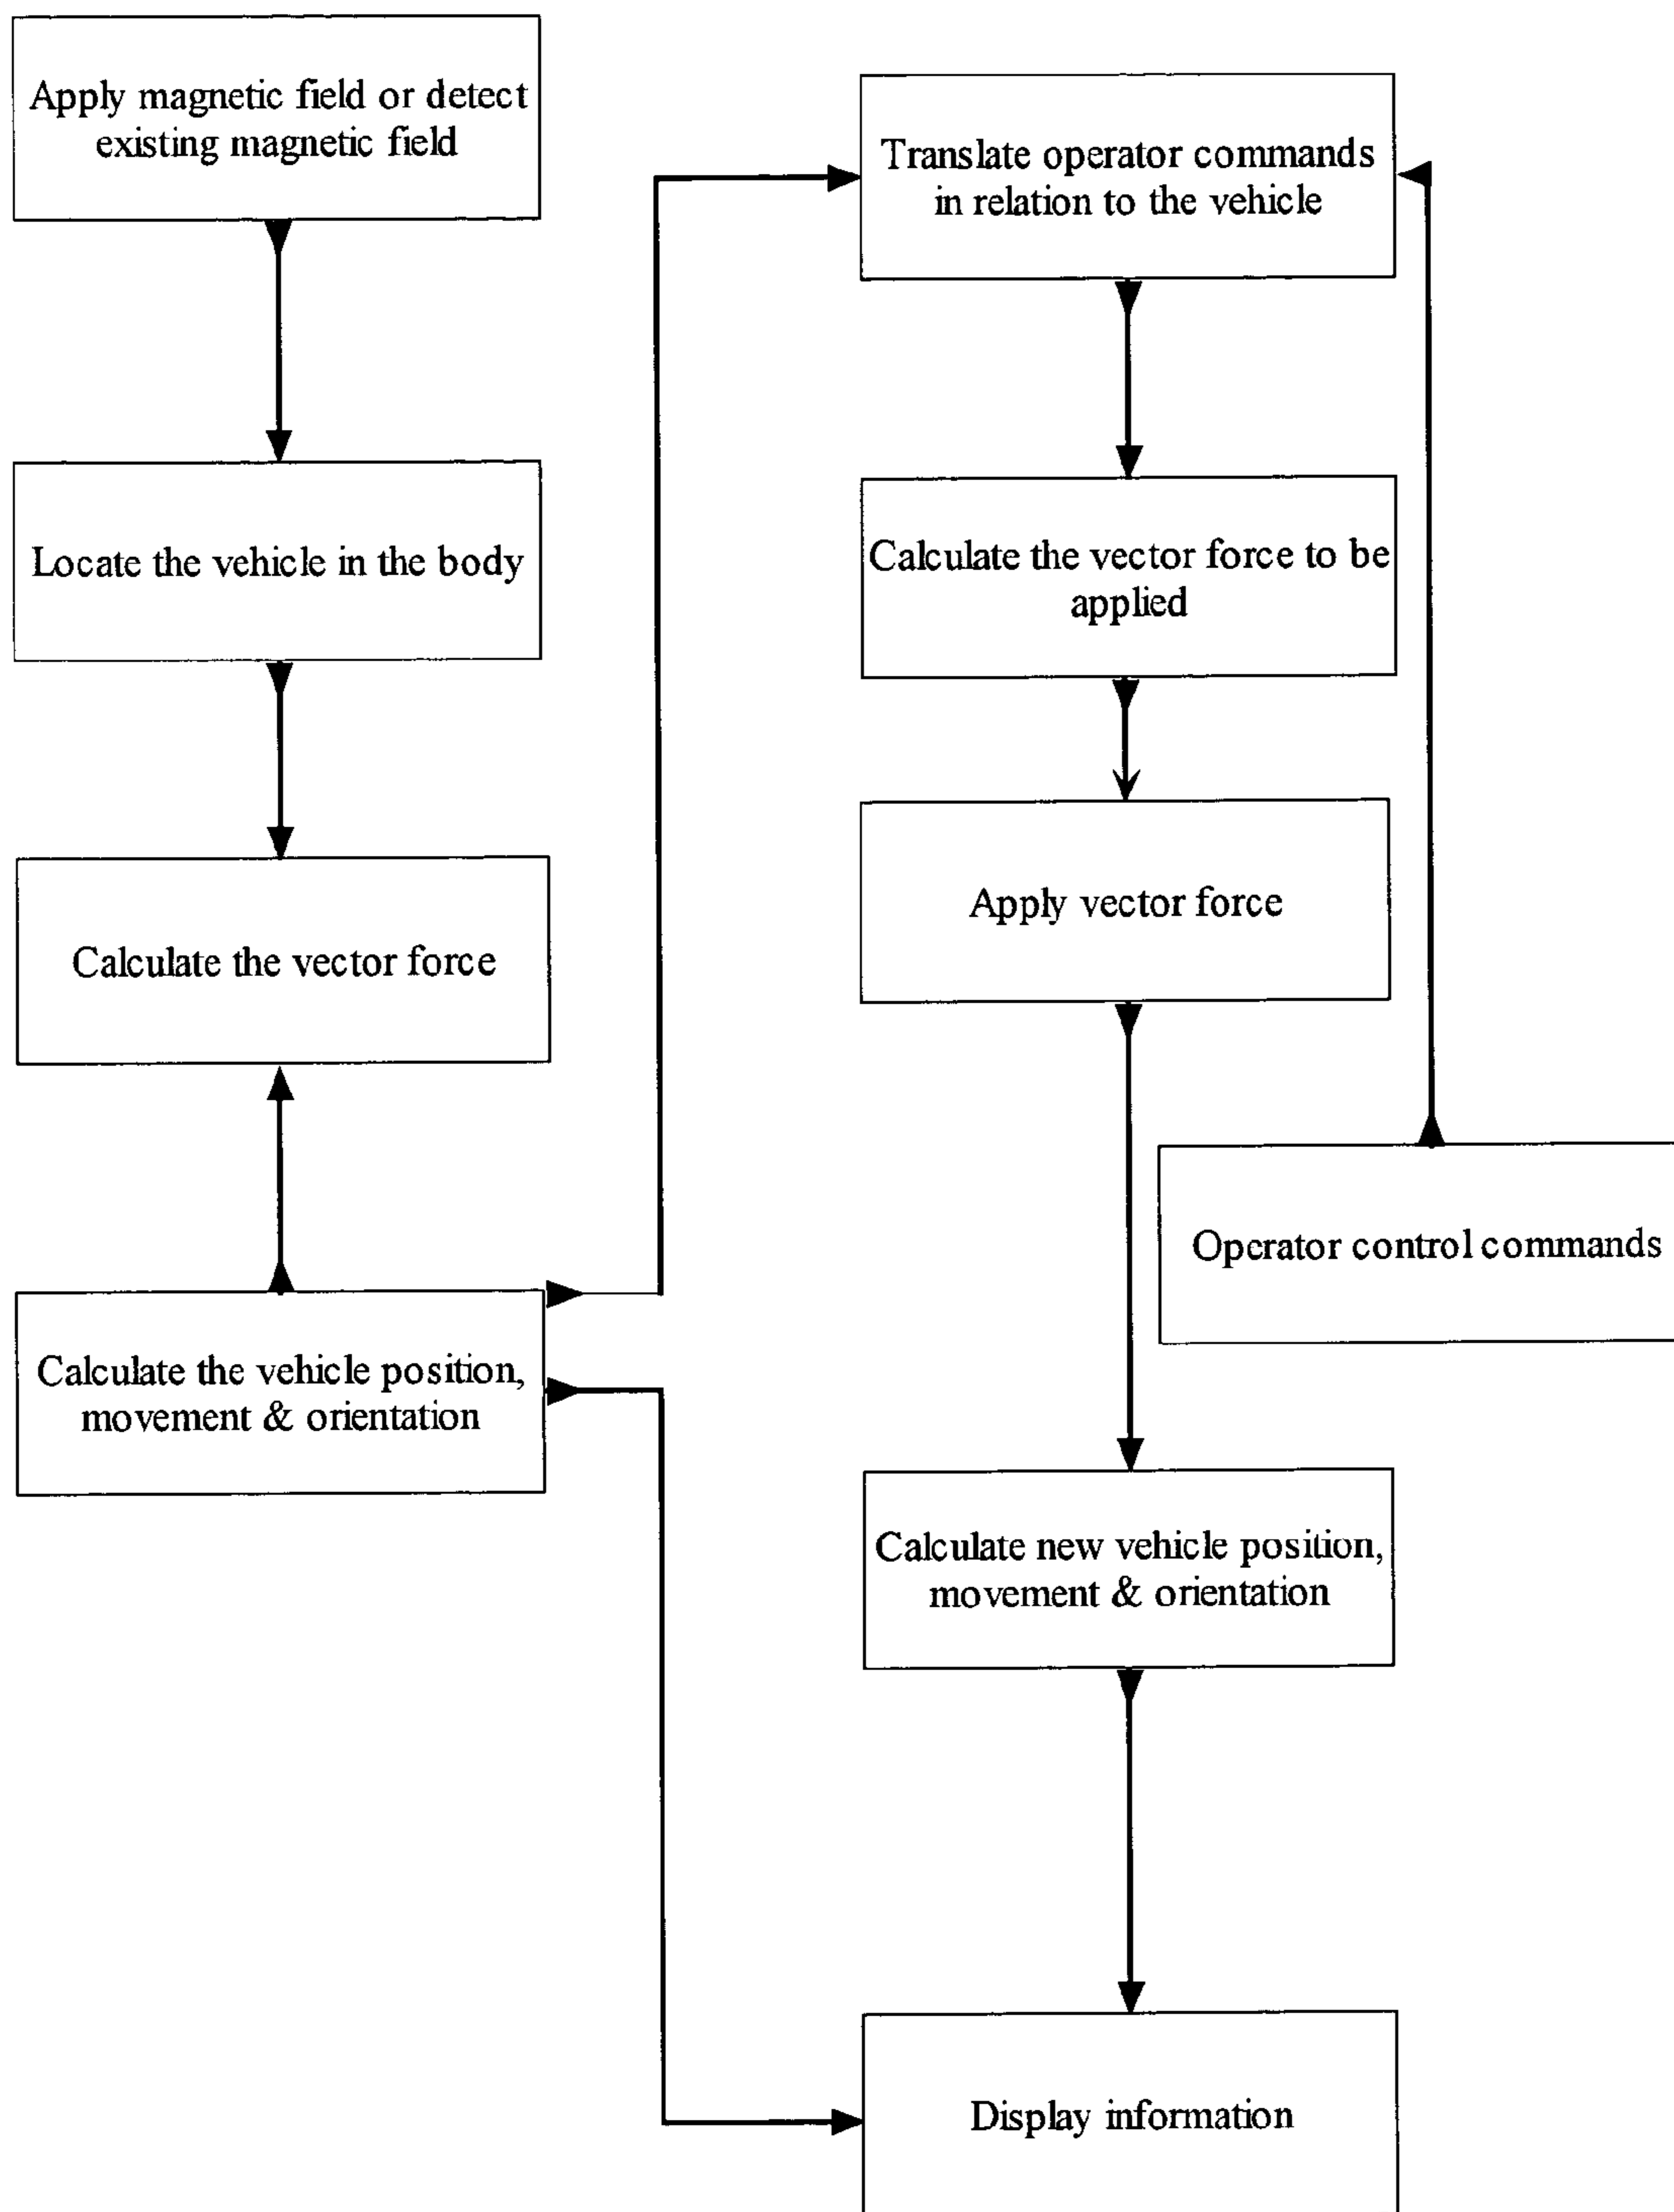 Apply magnetic field or detect
existing magnetic field
Locate the vehicle in the body
Calculate the vector force
Calculate the vehicle position,
movement & orientation
Translate operator commands
in relation to the vehicle
Calculate the vector force to be
applied
Apply vector force
Operator control commands
Calculate new vehicle position,
movement & orientation
Display information